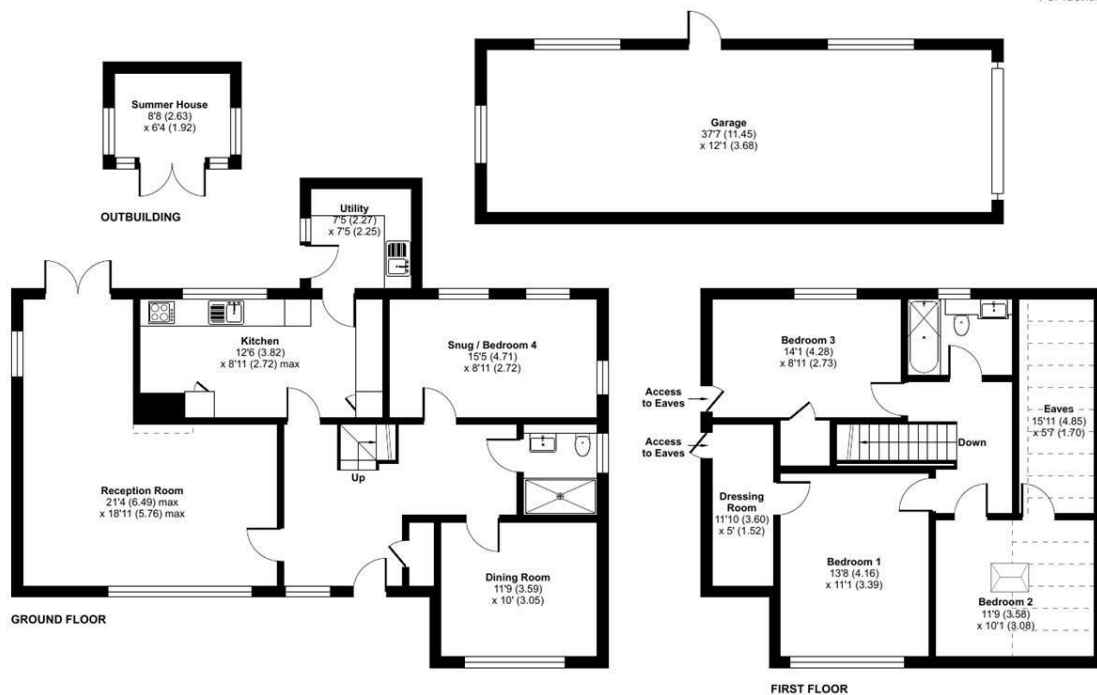 Summer House
8'8 (2.63)
x 6'4 (1.92)
OUTBUILDING
Garage
37'7 (11.45)
x 12'1 (3.68)
Utility
7'5 (2.27)
x 7'5 (2.25)
Kitchen
12'6 (3.82)
x 8'11 (2.72) max
Snug / Bedroom 4
15'5 (4.71)
x 8'11 (2.72)
Up
Reception Room
21'4 (6.49) max
x 18'11 (5.76) max
Dining Room
11'9 (3.59)
x 10' (3.05)
GROUND FLOOR
Bedroom 3
14'1 (4.28)
x 8'11 (2.73)
Access
to Eaves
Access
to Eaves
Eaves
15'11 (4.85)
x 5'7 (1.70)
Down
Dressing
Room
11'10 (3.60)
x 5' (1.52)
Bedroom 1
13'8 (4.16)
x 11'1 (3.39)
Bedroom 2
11'9 (3.58)
x 10'1 (3.08)
FIRST FLOOR